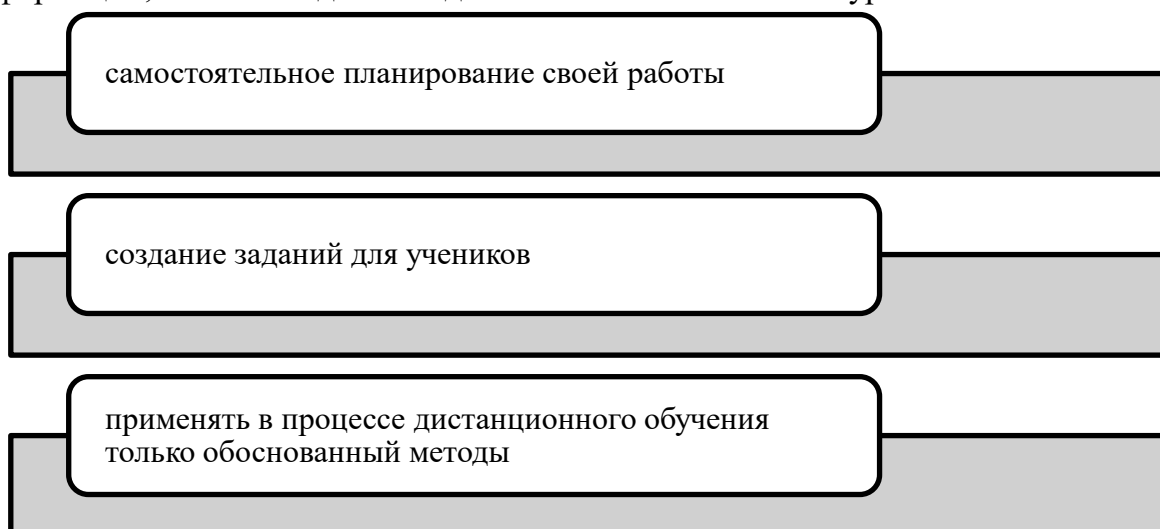 самостоятельное планирование своей работы
создание заданий для учеников
применять в процессе дистанционного обучения
только обоснованный методы